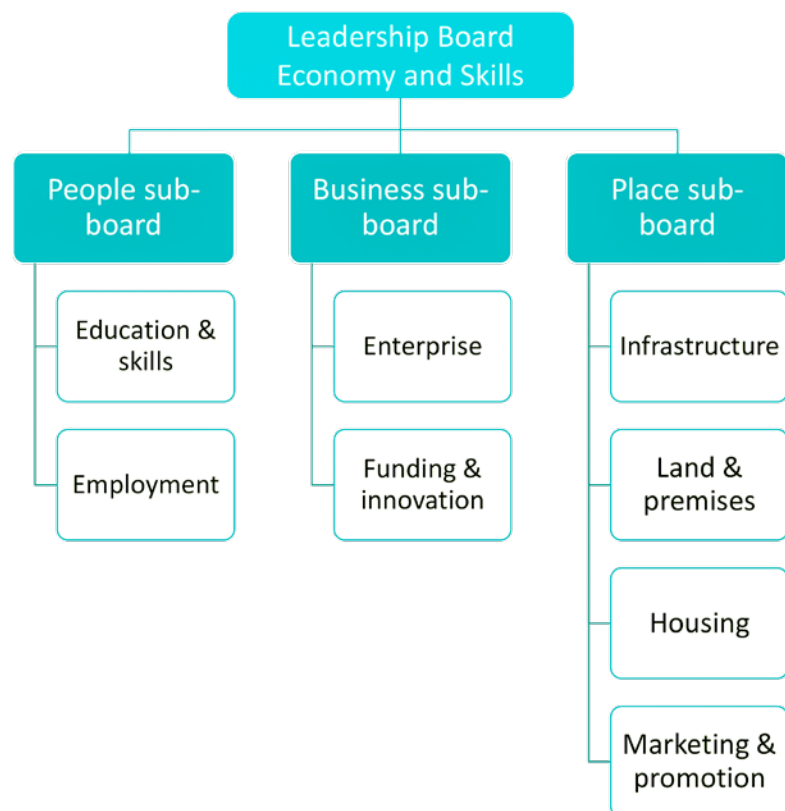 Leadership Board
Economy and Skills
People sub-
board
Business sub-
board
Place sub-
board
Education &
skills
Enterprise
Infrastructure
Employment
Funding &
innovation
Land &
premises
Housing
Marketing &
promotion